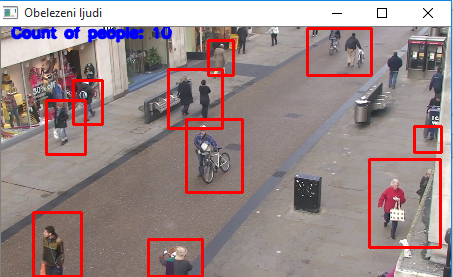 Obelezeni ljudi
Count of people: 10